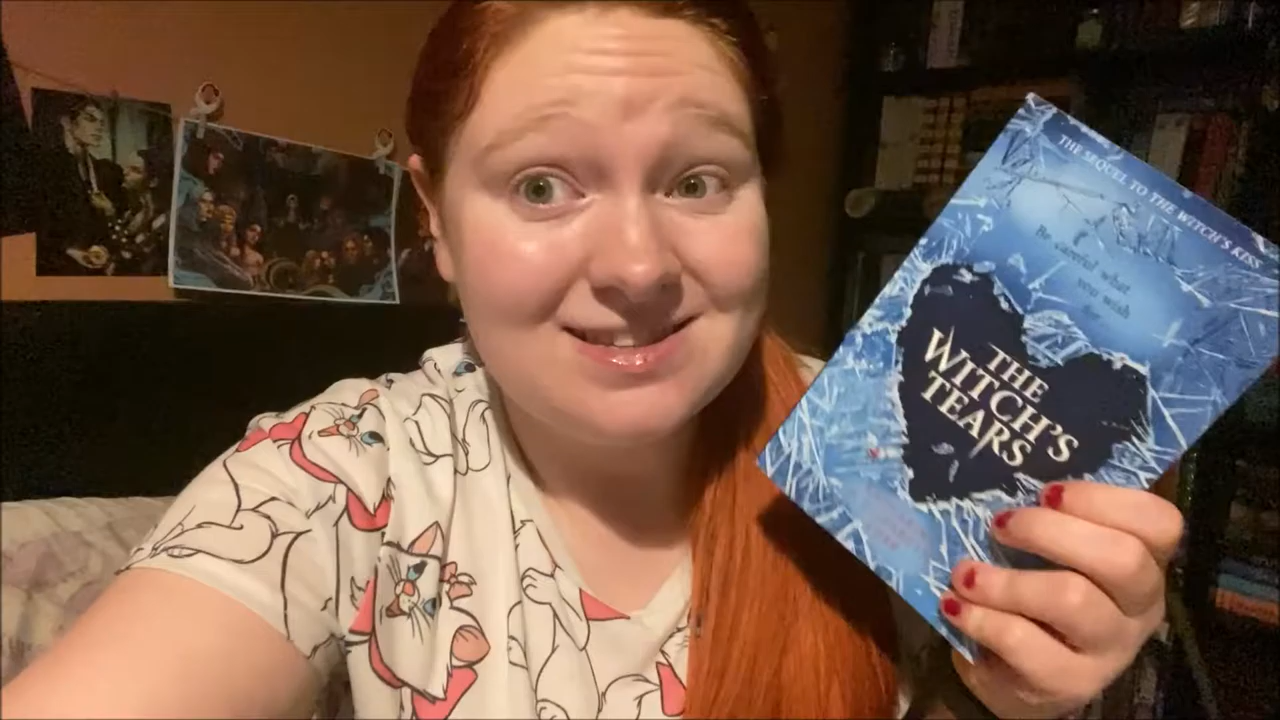 THE SEQUEL TO THE WITCH'S KISS
Be careful what
you wish
for
THE
WITCH'S
TEARS